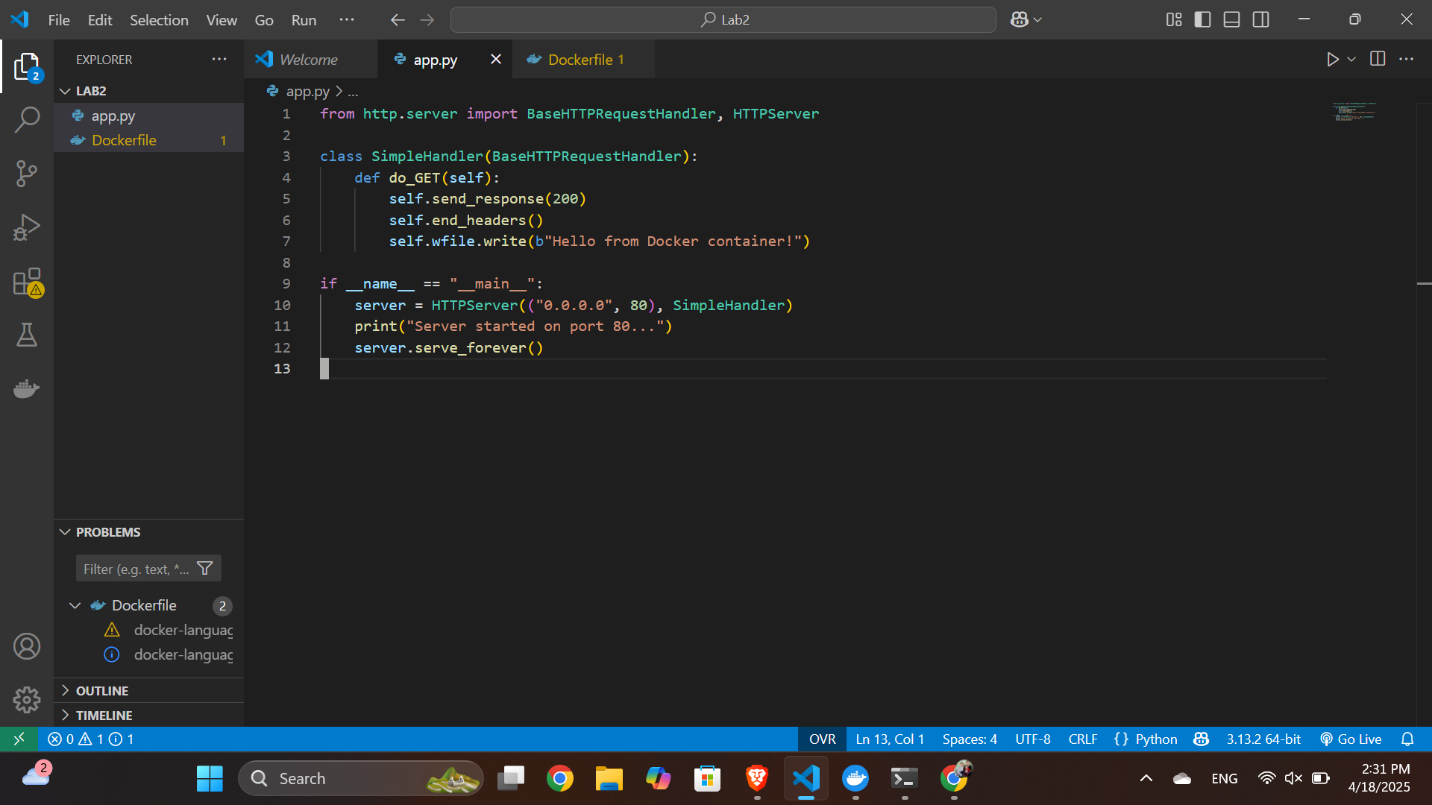 File Edit Selection View Go Run ... Lab2
EXPLORER ...
LAB2
app.py
Dockerfile 1
2
Welcome app.py Dockerfile 1
app.py > ...
1 from http.server import BaseHTTPRequestHandler, HTTPServer
2
3 class SimpleHandler(BaseHTTPRequestHandler):
4 def do_GET(self):
5 self.send_response(200)
6 self.end_headers()
7 self.wfile.write(b"Hello from Docker container!")
8
9 if __name__ == "__main__":
10 server = HTTPServer(("0.0.0.0", 80), SimpleHandler)
11 print("Server started on port 80...")
12 server.serve_forever()
13
PROBLEMS
Filter (e.g. text, *...
Dockerfile 2
docker-languag
docker-languag
OUTLINE
TIMELINE
0 1 1 OVR Ln 13, Col 1 Spaces: 4 UTF-8 CRLF {} Python 3.13.2 64-bit Go Live
2 Search ENG 2:31 PM
4/18/2025